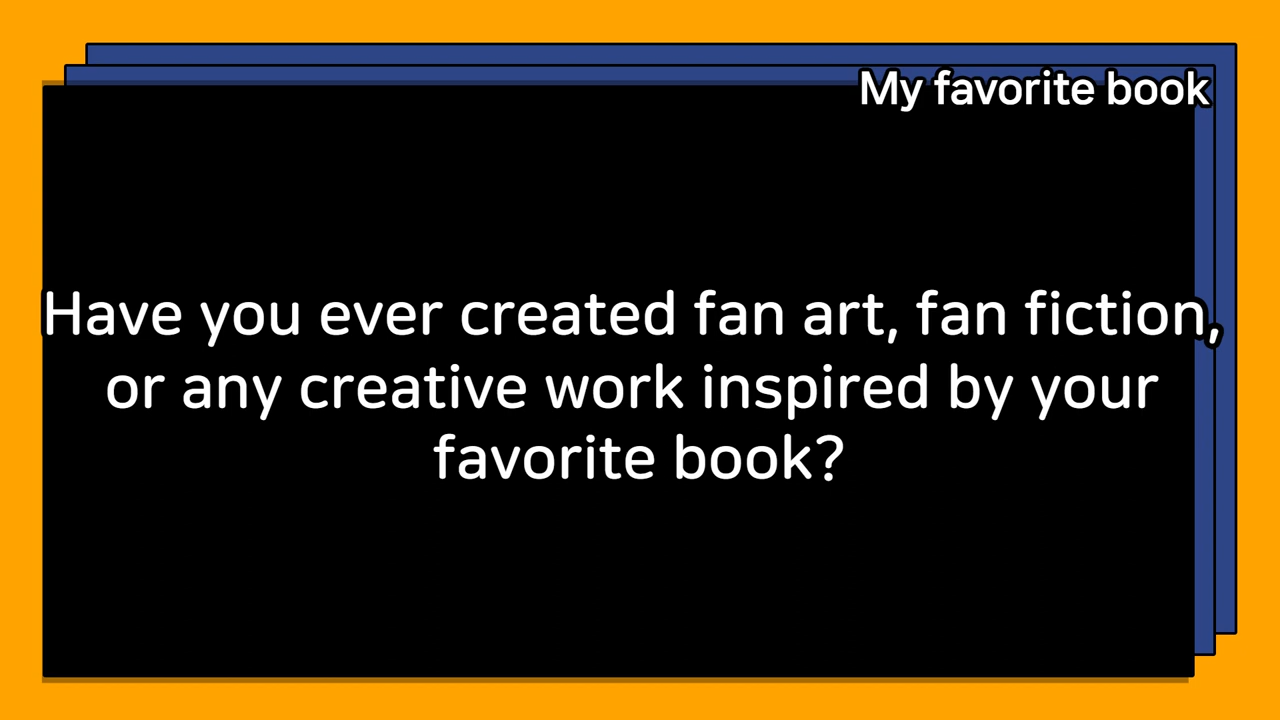 My favorite book
Have you ever created fan art, fan fiction,
or any creative work inspired by your
favorite book?